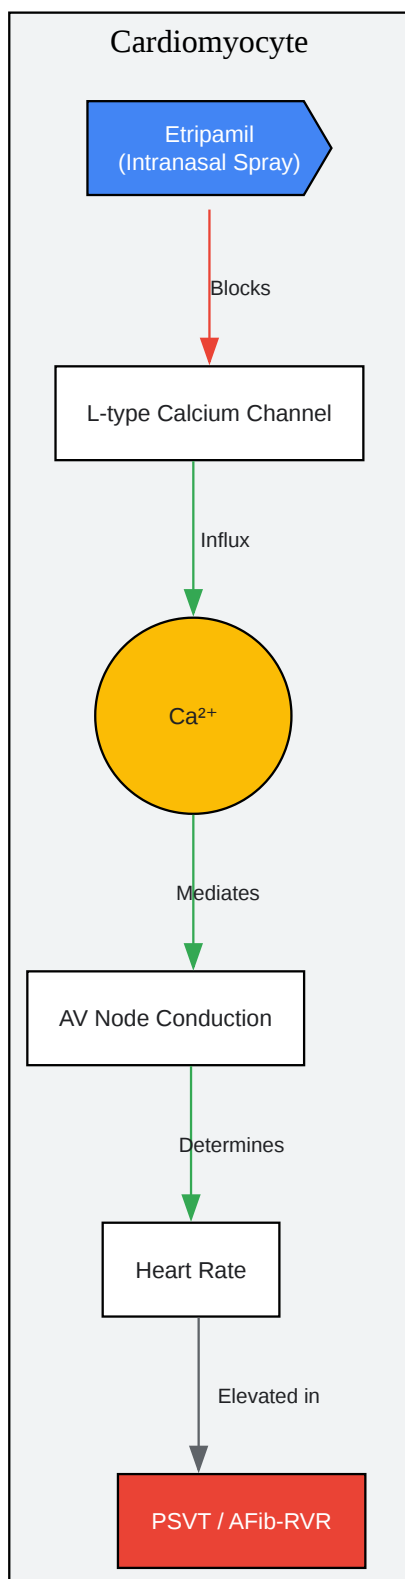 Cardiomyocyte
Etripamil
(Intranasal Spray)
Blocks
L-type Calcium Channel
Influx
Ca²⁺
Mediates
AV Node Conduction
Determines
Heart Rate
Elevated in
PSVT / AFib-RVR